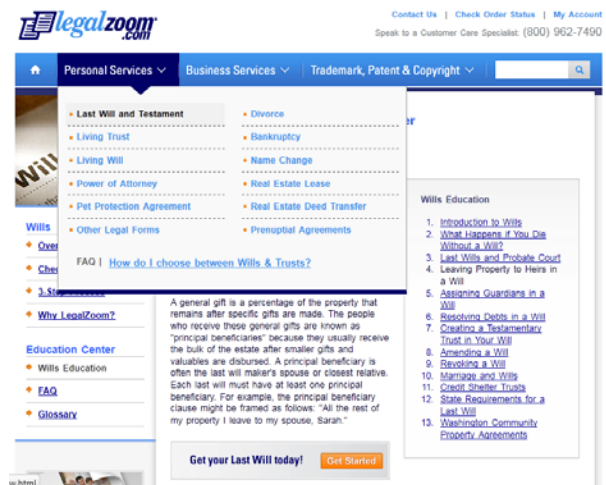 legalzoom.com
Contact Us | Check Order Status | My Account
Speak to a Customer Care Specialist: (800) 962-7490
Personal Services
Business Services
Trademark, Patent & Copyright
Last Will and Testament
Living Trust
Living Will
Power of Attorney
Pet Protection Agreement
Other Legal Forms
Divorce
Bankruptcy
Name Change
Real Estate Lease
Real Estate Deed Transfer
Prenuptial Agreements
FAQ | How do I choose between Wills & Trusts?
er
Will
Wills
Why LegalZoom?
Education Center
Wills Education
FAQ
Glossary
A general gift is a percentage of the property that
remains after specific gifts are made. The people
who receive these general gifts are known as
"principal beneficiaries" because they usually receive
the bulk of the estate after smaller gifts and
valuables are disbursed. A principal beneficiary is
often the last will maker's spouse or closest relative.
Each last will must have at least one principal
beneficiary. For example, the principal beneficiary
clause might be framed as follows: "All the rest of
my property I leave to my spouse, Sarah."
Get your Last Will today!
Get Started
Wills Education
1. Introduction to Wills
2. What Happens if You Die
Without a Will?
3. Last Wills and Probate Court
4. Leaving Property to Heirs in
a Will
5. Assigning Guardians in a
Will
6. Resolving Debts in a Will
7. Creating a Testamentary
Trust in Your Will
8. Amending a Will
9. Revoking a Will
10. Marriage and Wills
11. Credit Shelter Trusts
12. State Requirements for a
Last Will
13. Washington Community
Property Agreements